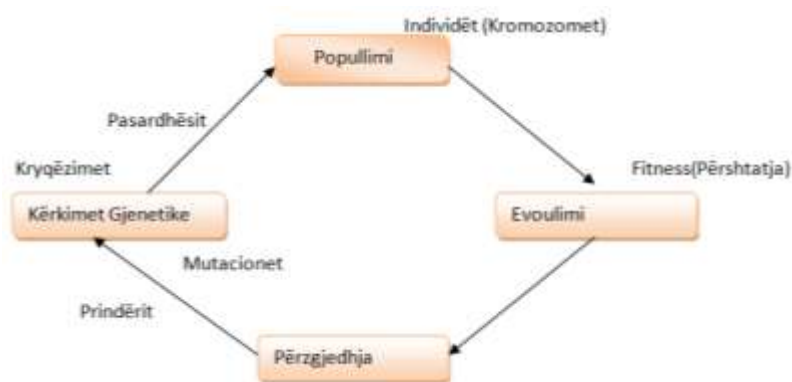 Individët (Kromozomet)
Popullimi
Pasardhësit
Kryqëzimet
Fitness(Përshtatja)
Kërkimet Gjenetike
Evoulimi
Mutacionet
Prindërit
Përzgjedhja